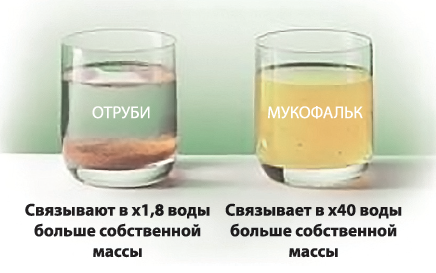 ОТРУБИ
МУКОФАЛЬК
Связывают в х1,8 воды
больше собственной
массы
Связывает в х40 воды
больше собственной
массы